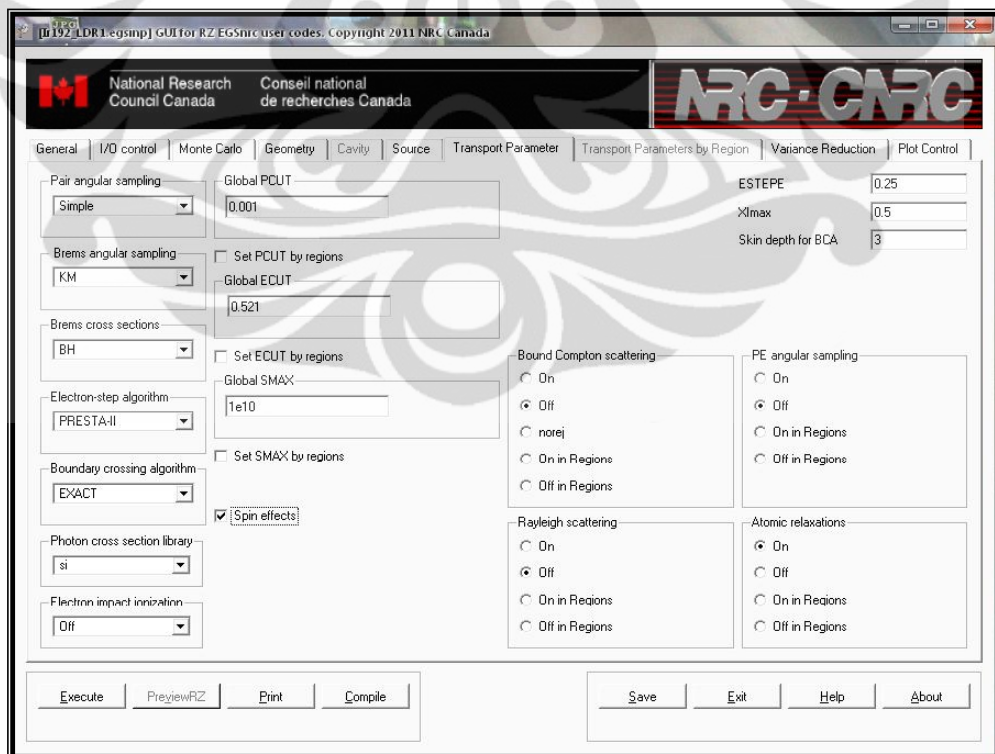 [Ir192_LDR1.egsinp] GUI for RZ EGSnrc user codes, Copyright 2011 NRC Canada
National Research Council Canada
Conseil national de recherches Canada
NRC·CNRC
General I/O control Monte Carlo Geometry Cavity Source Transport Parameter Transport Parameters by Region Variance Reduction Plot Control
Pair angular sampling
Simple
Brems angular sampling
KM
Brems cross sections
BH
Electron-step algorithm
PRESTA-II
Boundary crossing algorithm
EXACT
Photon cross section library
si
Electron impact ionization
Off
Global PCUT
0.001
Set PCUT by regions
Global ECUT
0.521
Set ECUT by regions
Global SMAX
1e10
Set SMAX by regions
Spin effects
ESTEPE 0.25
XImax 0.5
Skin depth for BCA 3
Bound Compton scattering
On
Off
norej
On in Regions
Off in Regions
PE angular sampling
On
Off
On in Regions
Off in Regions
Rayleigh scattering
On
Off
On in Regions
Off in Regions
Atomic relaxations
On
Off
On in Regions
Off in Regions
Execute PreviewRZ Print Compile Save Exit Help About